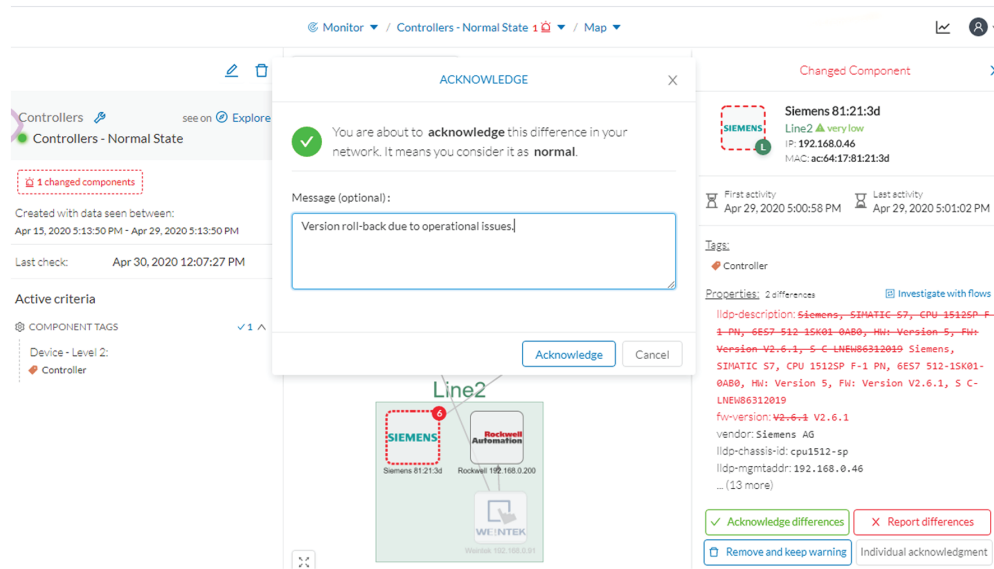 Monitor / Controllers - Normal State 1 / Map
ACKNOWLEDGE
You are about to acknowledge this difference in your
network. It means you consider it as normal.
Message (optional) :
Version roll-back due to operational issues.
Acknowledge Cancel
Controllers see on Explore
Controllers - Normal State
1 changed components
Created with data seen between:
Apr 15, 2020 5:13:50 PM - Apr 29, 2020 5:13:50 PM
Last check: Apr 30, 2020 12:07:27 PM
Active criteria
COMPONENT TAGS 1
Device - Level 2:
Controller
Line2
6
SIEMENS
Rockwell
Automation
Siemens 81:21:3d Rockwell 192.168.0.200
WEINTEK
Weintek 192.168.0.91
Changed Component
SIEMENS
L
Siemens 81:21:3d
Line2 very low
IP: 192.168.0.46
MAC: ac:64:17:81:21:3d
First activity
Apr 29, 2020 5:00:58 PM
Last activity
Apr 29, 2020 5:01:02 PM
Tags:
Controller
Properties: 2 differences Investigate with flows
lldp-description: Siemens, SIMATIC S7, CPU 1512SP F-
1 PN, 6ES7 512-1SK01-0AB0, HW: Version 5, FW:
Version V2.6.1, S C-LNEW86312019 Siemens,
SIMATIC S7, CPU 1512SP F-1 PN, 6ES7 512-1SK01-
0AB0, HW: Version 5, FW: Version V2.6.1, S C-
LNEW86312019
fw-version: V2.6.1 V2.6.1
vendor: Siemens AG
lldp-chassis-id: cpu1512-sp
lldp-mgmtaddr: 192.168.0.46
... (13 more)
Acknowledge differences Report differences
Remove and keep warning Individual acknowledgment